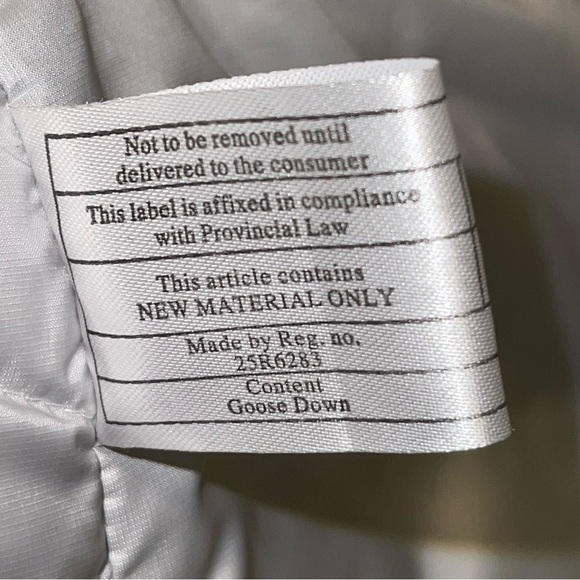 Not to be removed until
delivered to the consumer
This label is affixed in compliance
with Provincial Law
This article contains
NEW MATERIAL ONLY
Made by Reg. no.
25R6283
Content
Goose Down